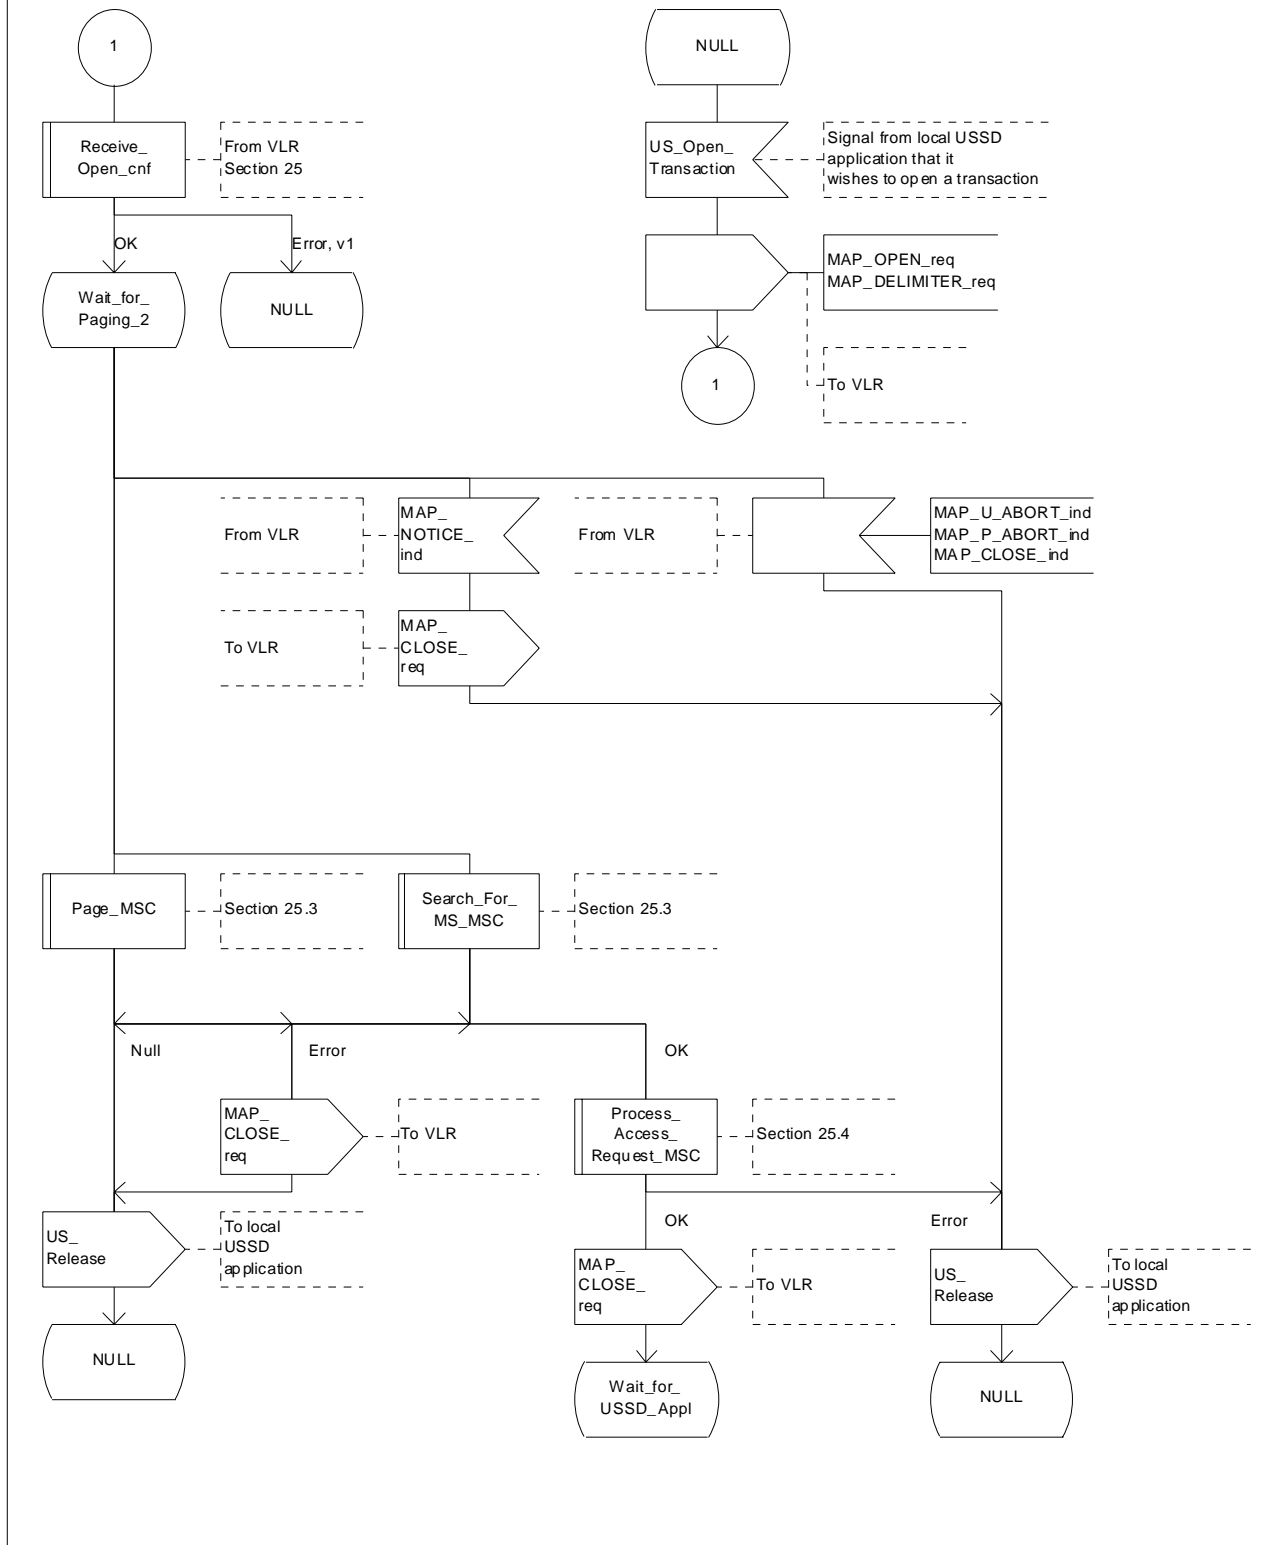 1
NULL
Receive_
Open_cnf
From VLR
Section 25
US_Open_
Transaction
Signal from local USSD
application that it
wishes to open a transaction
OK
Error, v1
Wait_for_
Paging_2
NULL
MAP_OPEN_req
MAP_DELIMITER_req
1
To VLR
From VLR
MAP_
NOTICE_
ind
From VLR
MAP_U_ABORT_ind
MAP_P_ABORT_ind
MAP_CLOSE_ind
To VLR
MAP_
CLOSE_
req
Page_MSC
Section 25.3
Search_For_
MS_MSC
Section 25.3
Null
Error
OK
MAP_
CLOSE_
req
To VLR
Process_
Access_
Request_MSC
Section 25.4
US_
Release
To local
USSD
application
OK
Error
MAP_
CLOSE_
req
To VLR
US_
Release
To local
USSD
application
NULL
Wait_for_
USSD_Appl
NULL